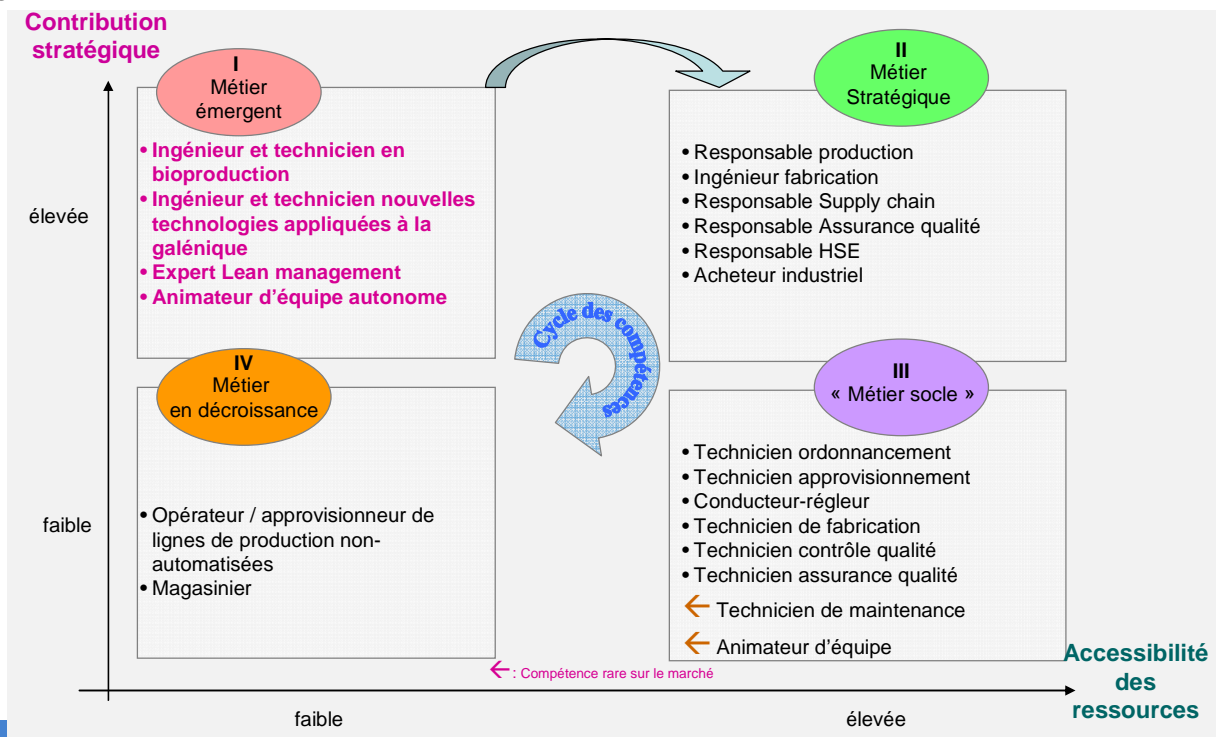 Contribution
stratégique
I
Métier
émergent
• Ingénieur et technicien en
bioproduction
• Ingénieur et technicien nouvelles
technologies appliquées à la
galénique
• Expert Lean management
• Animateur d'équipe autonome
II
Métier
Stratégique
• Responsable production
• Ingénieur fabrication
• Responsable Supply chain
• Responsable Assurance qualité
• Responsable HSE
• Acheteur industriel
élevée
Cycle des compétences
IV
Métier
en décroissance
• Opérateur / approvisionneur de
lignes de production non-
automatisées
• Magasinier
III
« Métier socle »
• Technicien ordonnancement
• Technicien approvisionnement
• Conducteur-régleur
• Technicien de fabrication
• Technicien contrôle qualité
• Technicien assurance qualité
← Technicien de maintenance
← Animateur d'équipe
faible
← : Compétence rare sur le marché
Accessibilité
des
ressources
faible
élevée